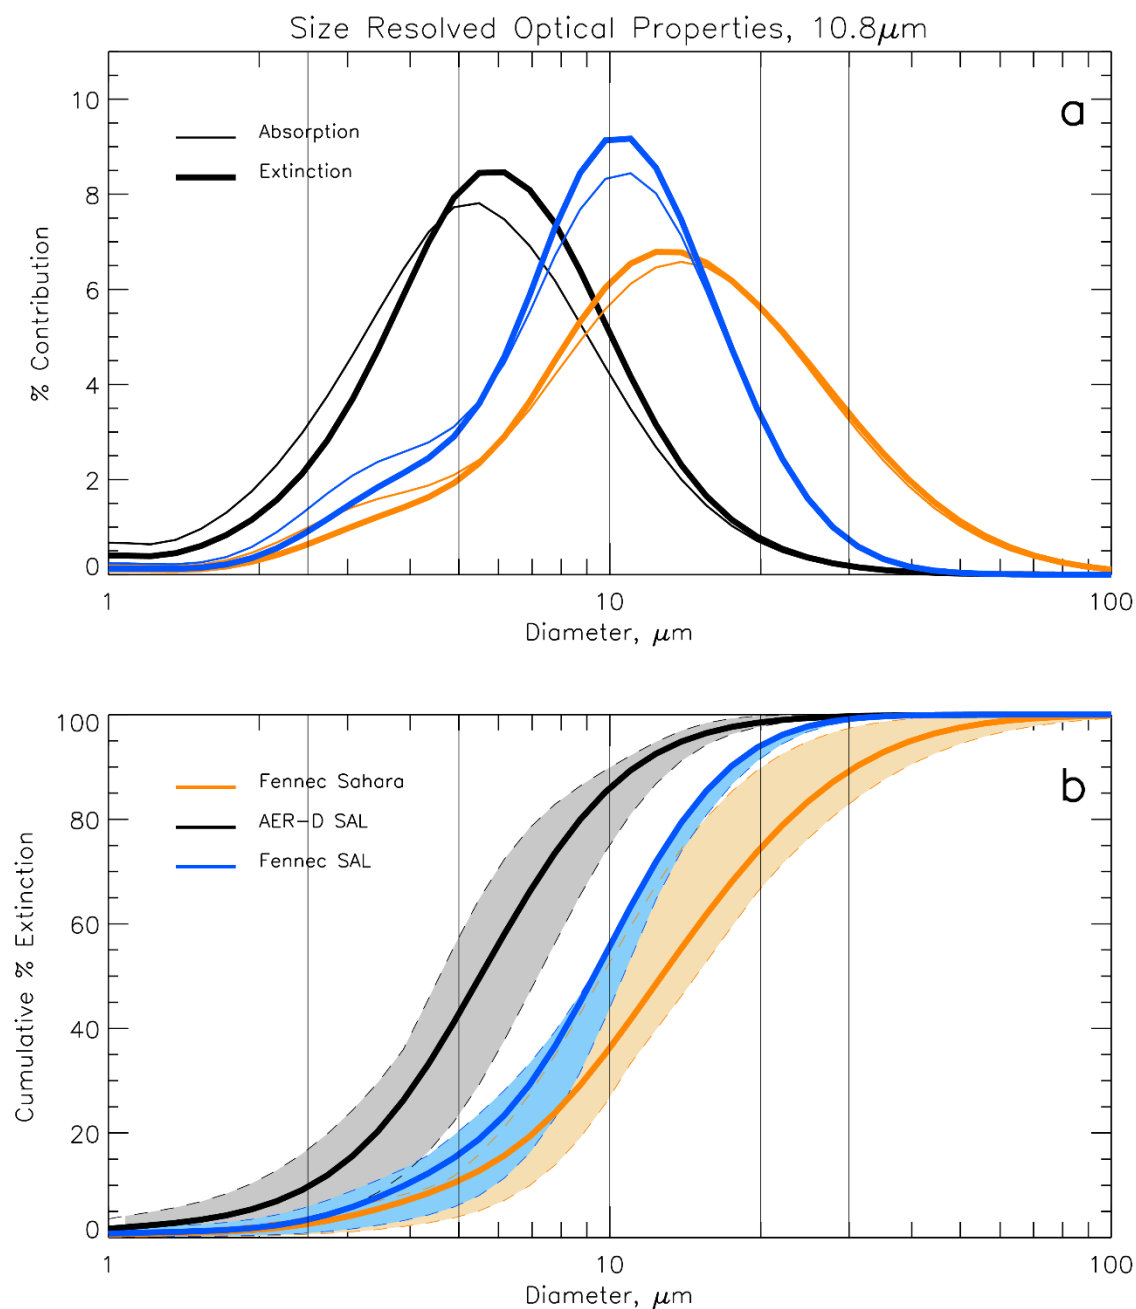 Size Resolved Optical Properties, 10.8μm
a
Absorption
Extinction
% Contribution
10
8
6
4
2
0
1
10
100
Diameter, μm
b
Fennec Sahara
AER-D SAL
Fennec SAL
Cumulative % Extinction
100
80
60
40
20
0
1
10
100
Diameter, μm